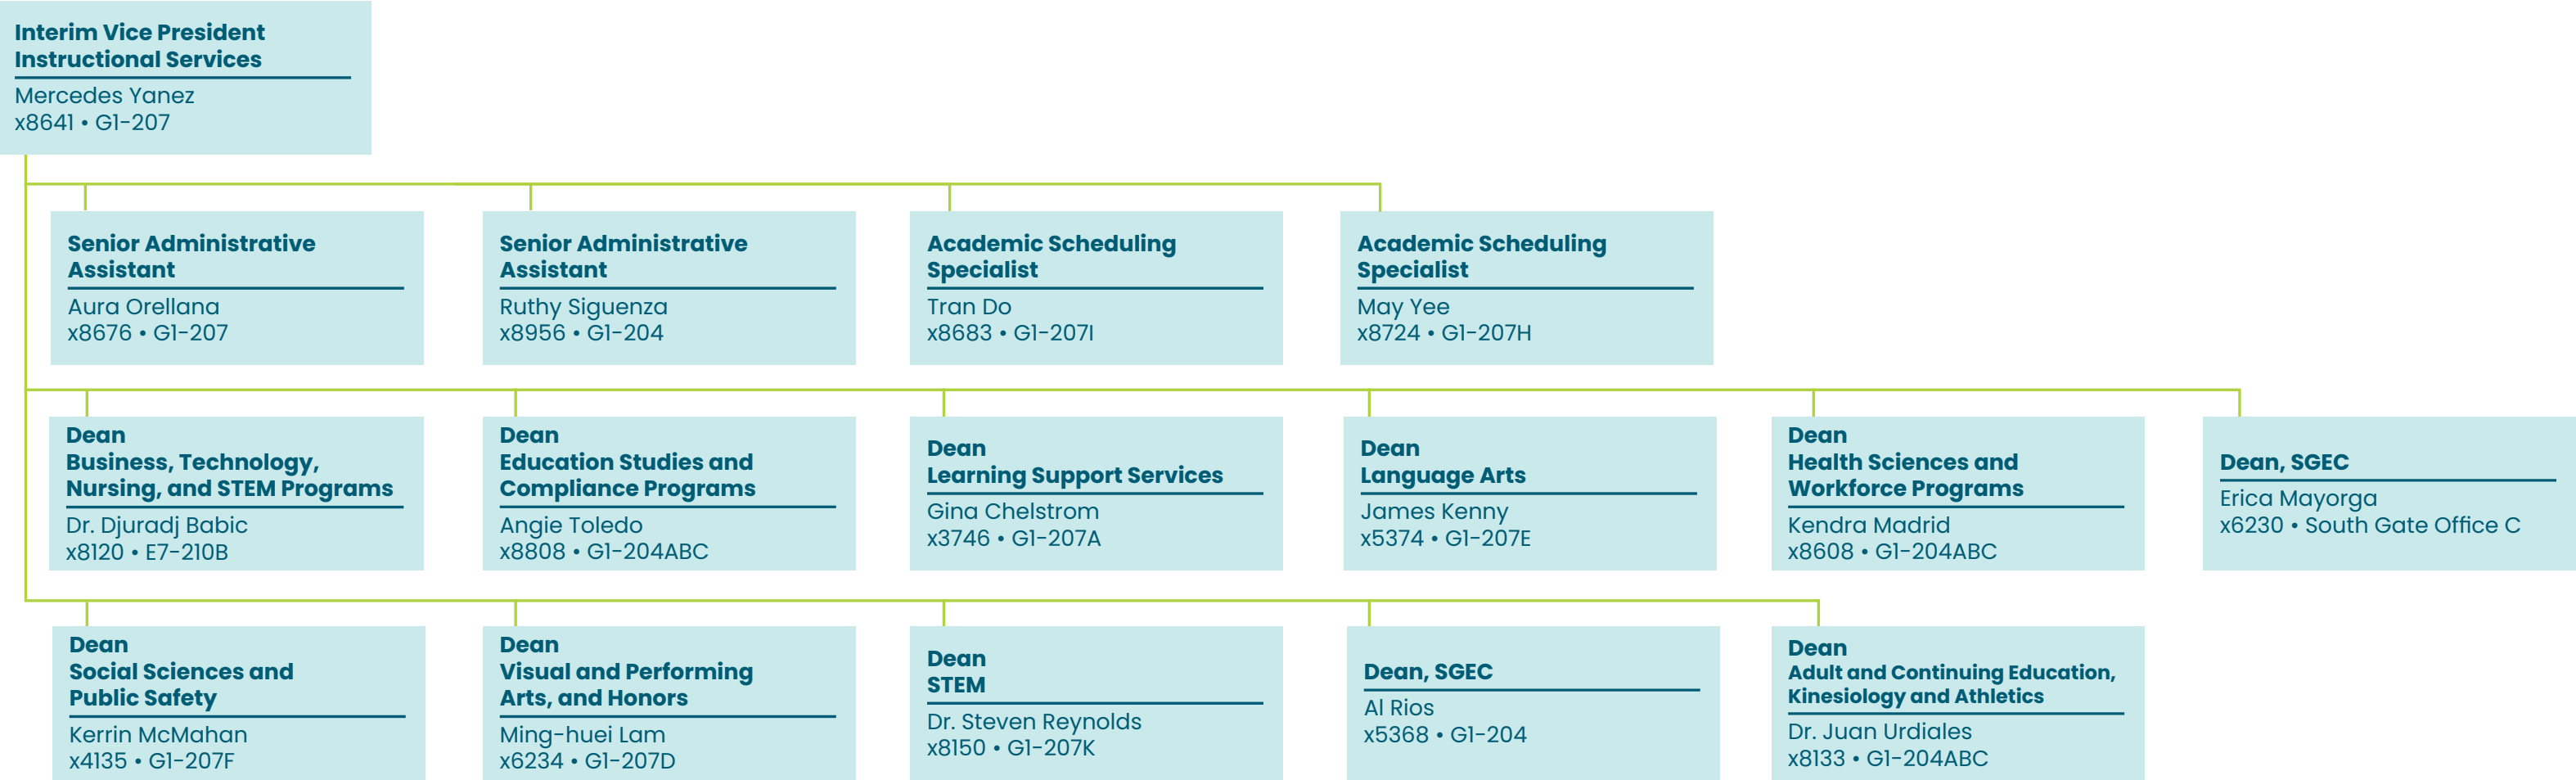 Interim Vice President
Instructional Services
Mercedes Yanez
x8641 • G1-207
Senior Administrative
Assistant
Aura Orellana
x8676 • G1-207
Senior Administrative
Assistant
Ruthy Siguenza
x8956 • G1-204
Academic Scheduling
Specialist
Tran Do
x8683 • G1-207I
Academic Scheduling
Specialist
May Yee
x8724 • G1-207H
Dean
Business, Technology,
Nursing, and STEM Programs
Dr. Djuradj Babic
x8120 • E7-210B
Dean
Education Studies and
Compliance Programs
Angie Toledo
x8808 • G1-204ABC
Dean
Learning Support Services
Gina Chelstrom
x3746 • G1-207A
Dean
Language Arts
James Kenny
x5374 • G1-207E
Dean
Health Sciences and
Workforce Programs
Kendra Madrid
x8608 • G1-204ABC
Dean, SGEC
Erica Mayorga
x6230 • South Gate Office C
Dean
Social Sciences and
Public Safety
Kerrin McMahan
x4135 • G1-207F
Dean
Visual and Performing
Arts, and Honors
Ming-huei Lam
x6234 • G1-207D
Dean
STEM
Dr. Steven Reynolds
x8150 • G1-207K
Dean, SGEC
Al Rios
x5368 • G1-204
Dean
Adult and Continuing Education,
Kinesiology and Athletics
Dr. Juan Urdiales
x8133 • G1-204ABC